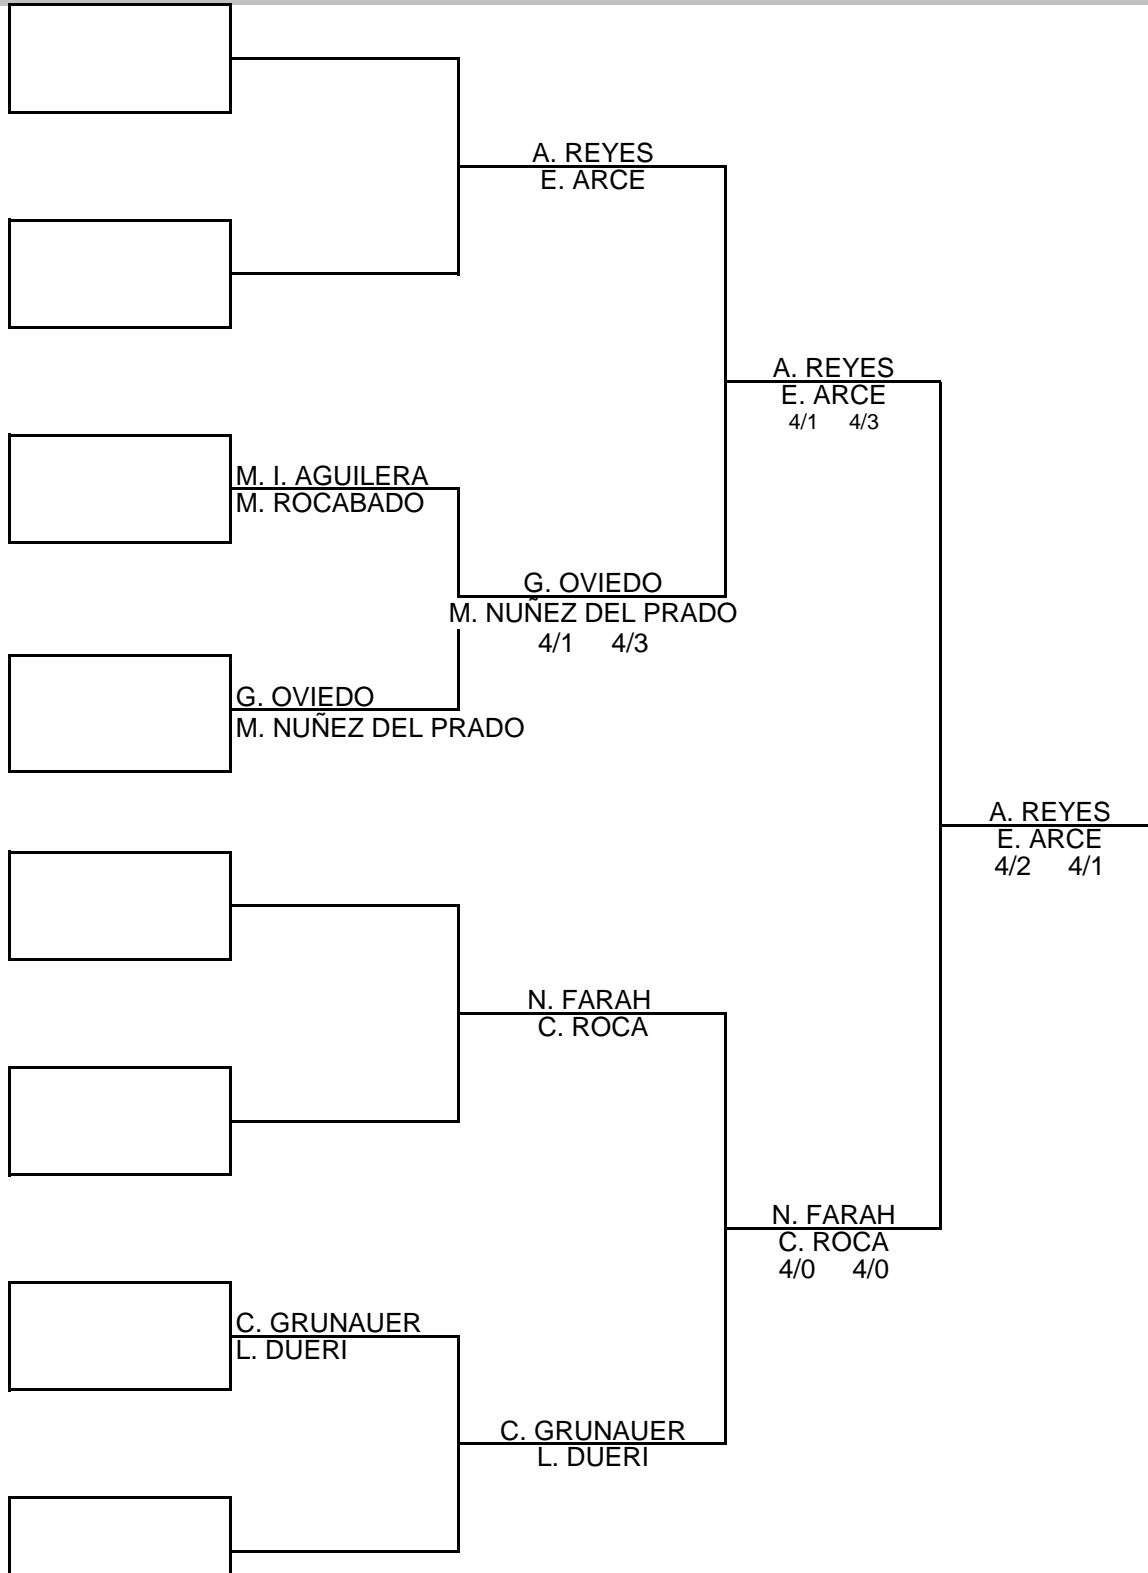 A. REYES
E. ARCE
A. REYES
E. ARCE
4/1 4/3
M. I. AGUILERA
M. ROCABADO
G. OVIEDO
M. NUÑEZ DEL PRADO
4/1 4/3
G. OVIEDO
M. NUÑEZ DEL PRADO
A. REYES
E. ARCE
4/2 4/1
N. FARAH
C. ROCA
N. FARAH
C. ROCA
4/0 4/0
C. GRUNAUER
L. DUERI
C. GRUNAUER
L. DUERI